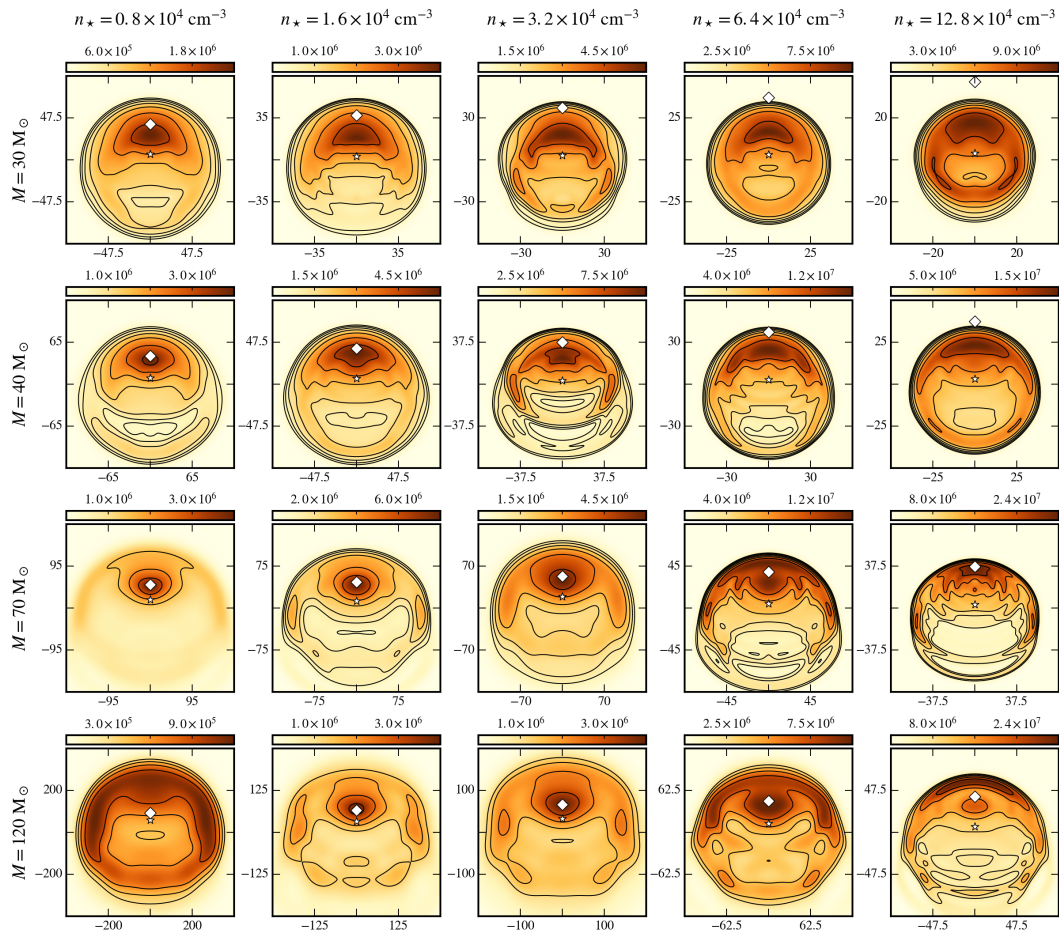 n⋆ = 0.8 × 10⁴ cm⁻³ n⋆ = 1.6 × 10⁴ cm⁻³ n⋆ = 3.2 × 10⁴ cm⁻³ n⋆ = 6.4 × 10⁴ cm⁻³ n⋆ = 12.8 × 10⁴ cm⁻³
6.0×10⁵ 1.8×10⁶ 1.0×10⁶ 3.0×10⁶ 1.5×10⁶ 4.5×10⁶ 2.5×10⁶ 7.5×10⁶ 3.0×10⁶ 9.0×10⁶
47.5 35 30 25 20
M = 30 M⊙
−47.5 −35 −30 −25 −20
−47.5 47.5 −35 35 −30 30 −25 25 −20 20
1.0×10⁶ 3.0×10⁶ 1.5×10⁶ 4.5×10⁶ 2.5×10⁶ 7.5×10⁶ 4.0×10⁶ 1.2×10⁷ 5.0×10⁶ 1.5×10⁷
65 47.5 37.5 30 25
M = 40 M⊙
−65 −47.5 −37.5 −30 −25
−65 65 −47.5 47.5 −37.5 37.5 −30 30 −25 25
1.0×10⁶ 3.0×10⁶ 2.0×10⁶ 6.0×10⁶ 1.5×10⁶ 4.5×10⁶ 4.0×10⁶ 1.2×10⁷ 8.0×10⁶ 2.4×10⁷
95 75 70 45 37.5
M = 70 M⊙
−95 −75 −70 −45 −37.5
−95 95 −75 75 −70 70 −45 45 −37.5 37.5
3.0×10⁵ 9.0×10⁵ 1.0×10⁶ 3.0×10⁶ 1.0×10⁶ 3.0×10⁶ 2.5×10⁶ 7.5×10⁶ 8.0×10⁶ 2.4×10⁷
200 125 100 62.5 47.5
M = 120 M⊙
−200 −125 −100 −62.5 −47.5
−200 200 −125 125 −100 100 −62.5 62.5 −47.5 47.5